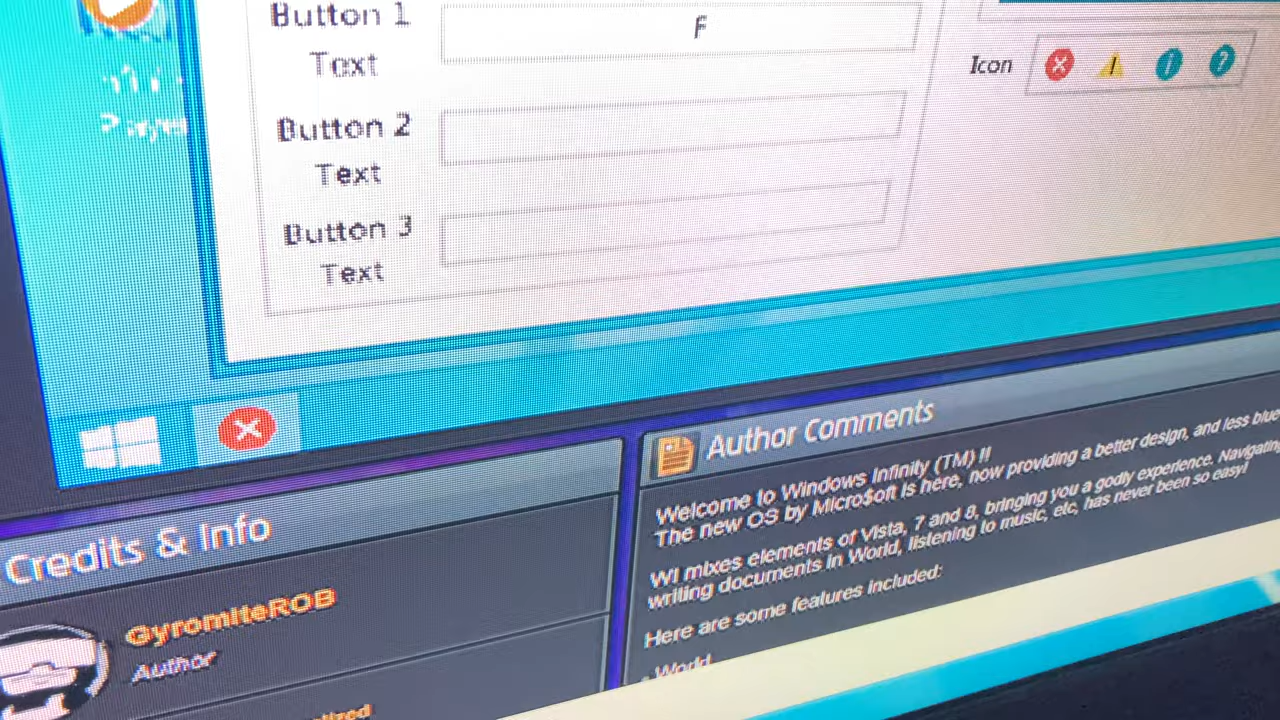 Button 1
Text
F
Icon
Button 2
Text
Button 3
Text
Author Comments
Welcome to Windows Infinity (TM) !!
The new OS by Micro$oft is here, now providing a better design, and less blue
WI mixes elements of Vista, 7 and 8, bringing you a godly experience. Navigating
writing documents in World, listening to music, etc, has never been so easy!
Here are some features included:
- World
Credits & Info
GyromiteROB
Author